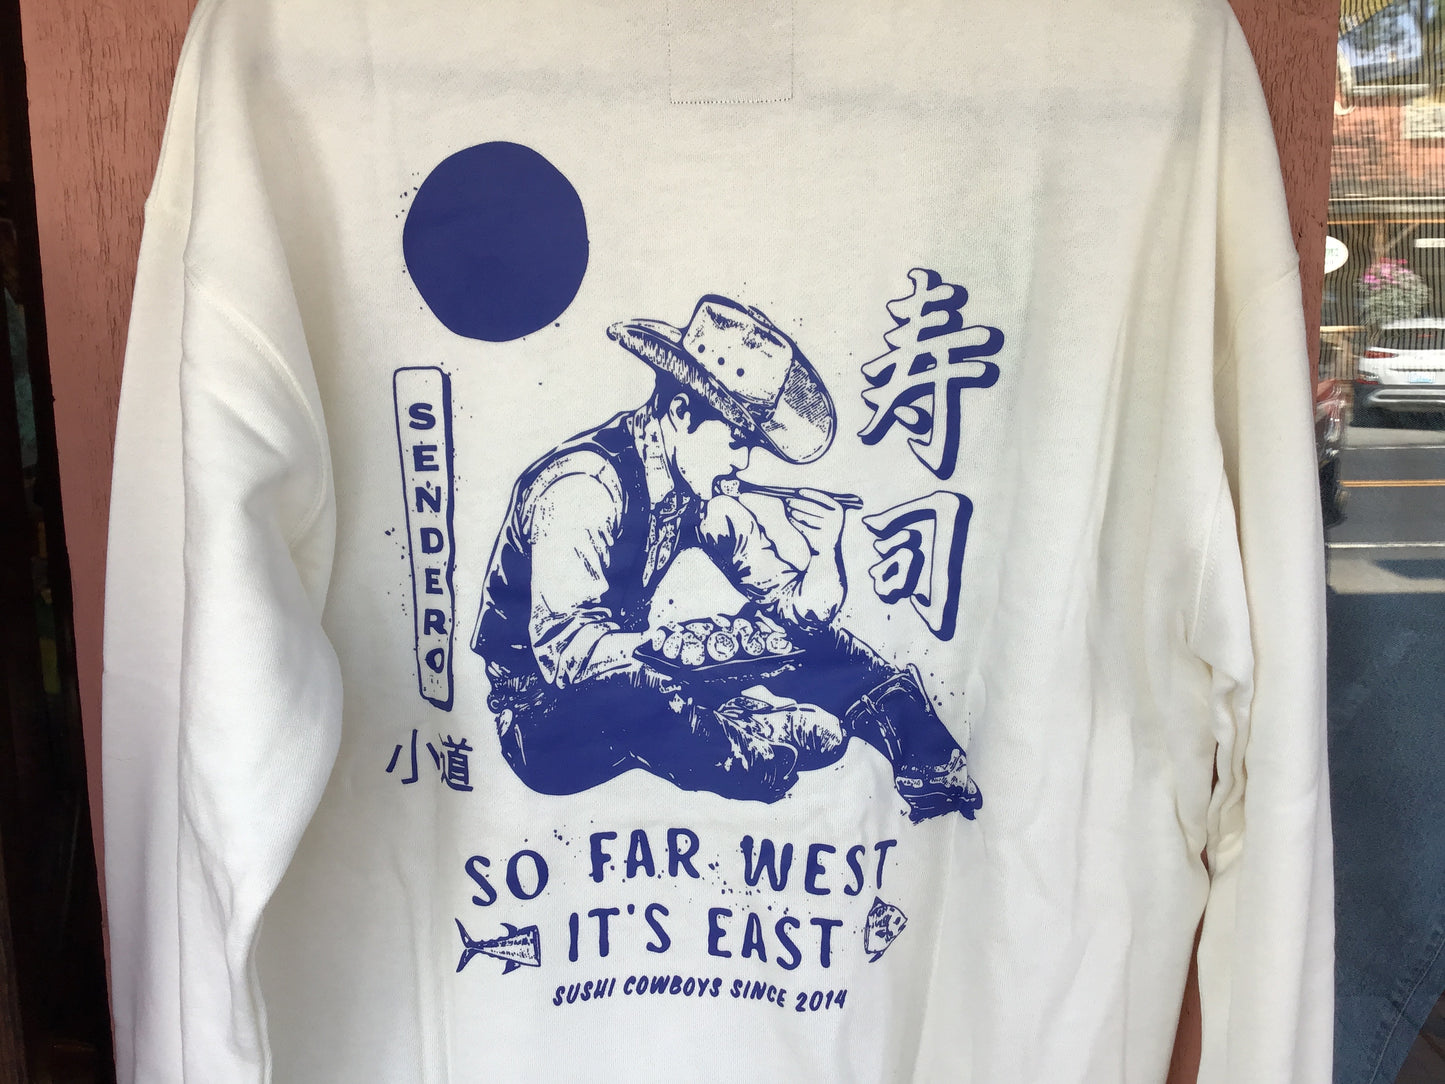 SENDERO
小道
寿司
SO FAR WEST
IT'S EAST
SUSHI COWBOYS SINCE 2014